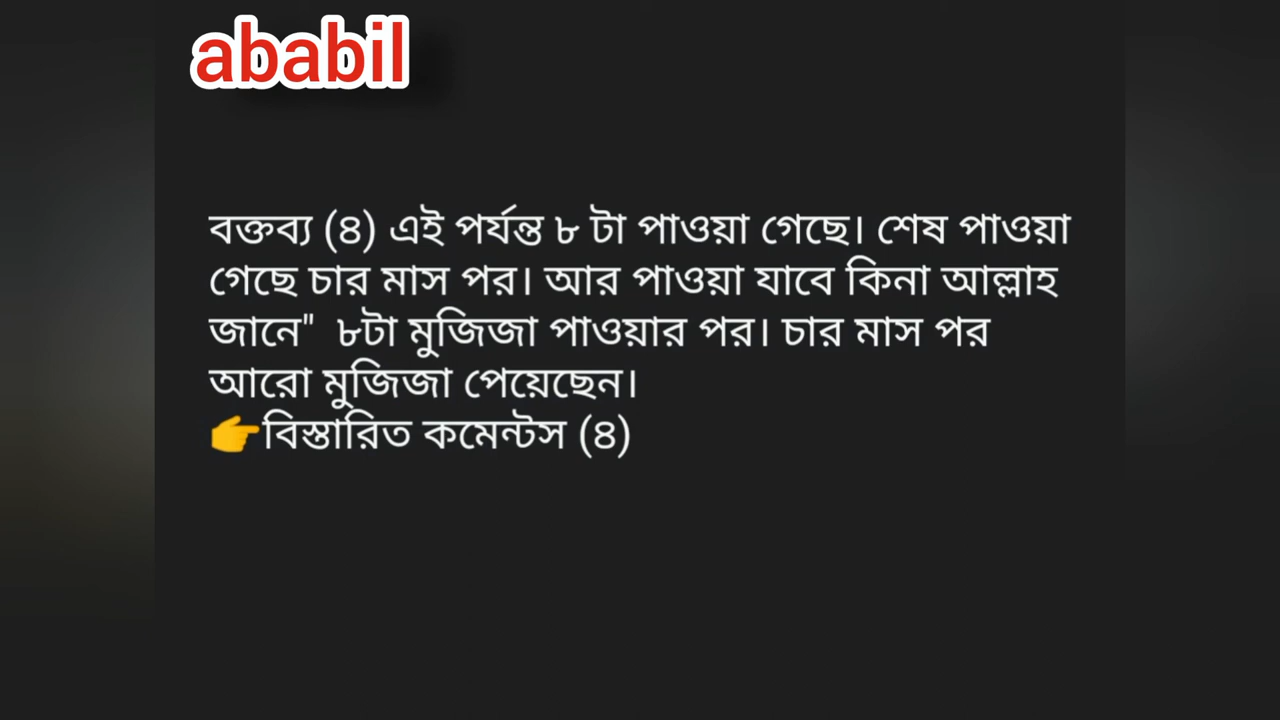 ababil
বক্তব্য (৪) এই পর্যন্ত ৮ টা পাওয়া গেছে। শেষ পাওয়া
গেছে চার মাস পর। আর পাওয়া যাবে কিনা আল্লাহ
জানে" ৮টা মুজিজা পাওয়ার পর। চার মাস পর
আরো মুজিজা পেয়েছেন।
👉বিস্তারিত কমেন্টস (৪)